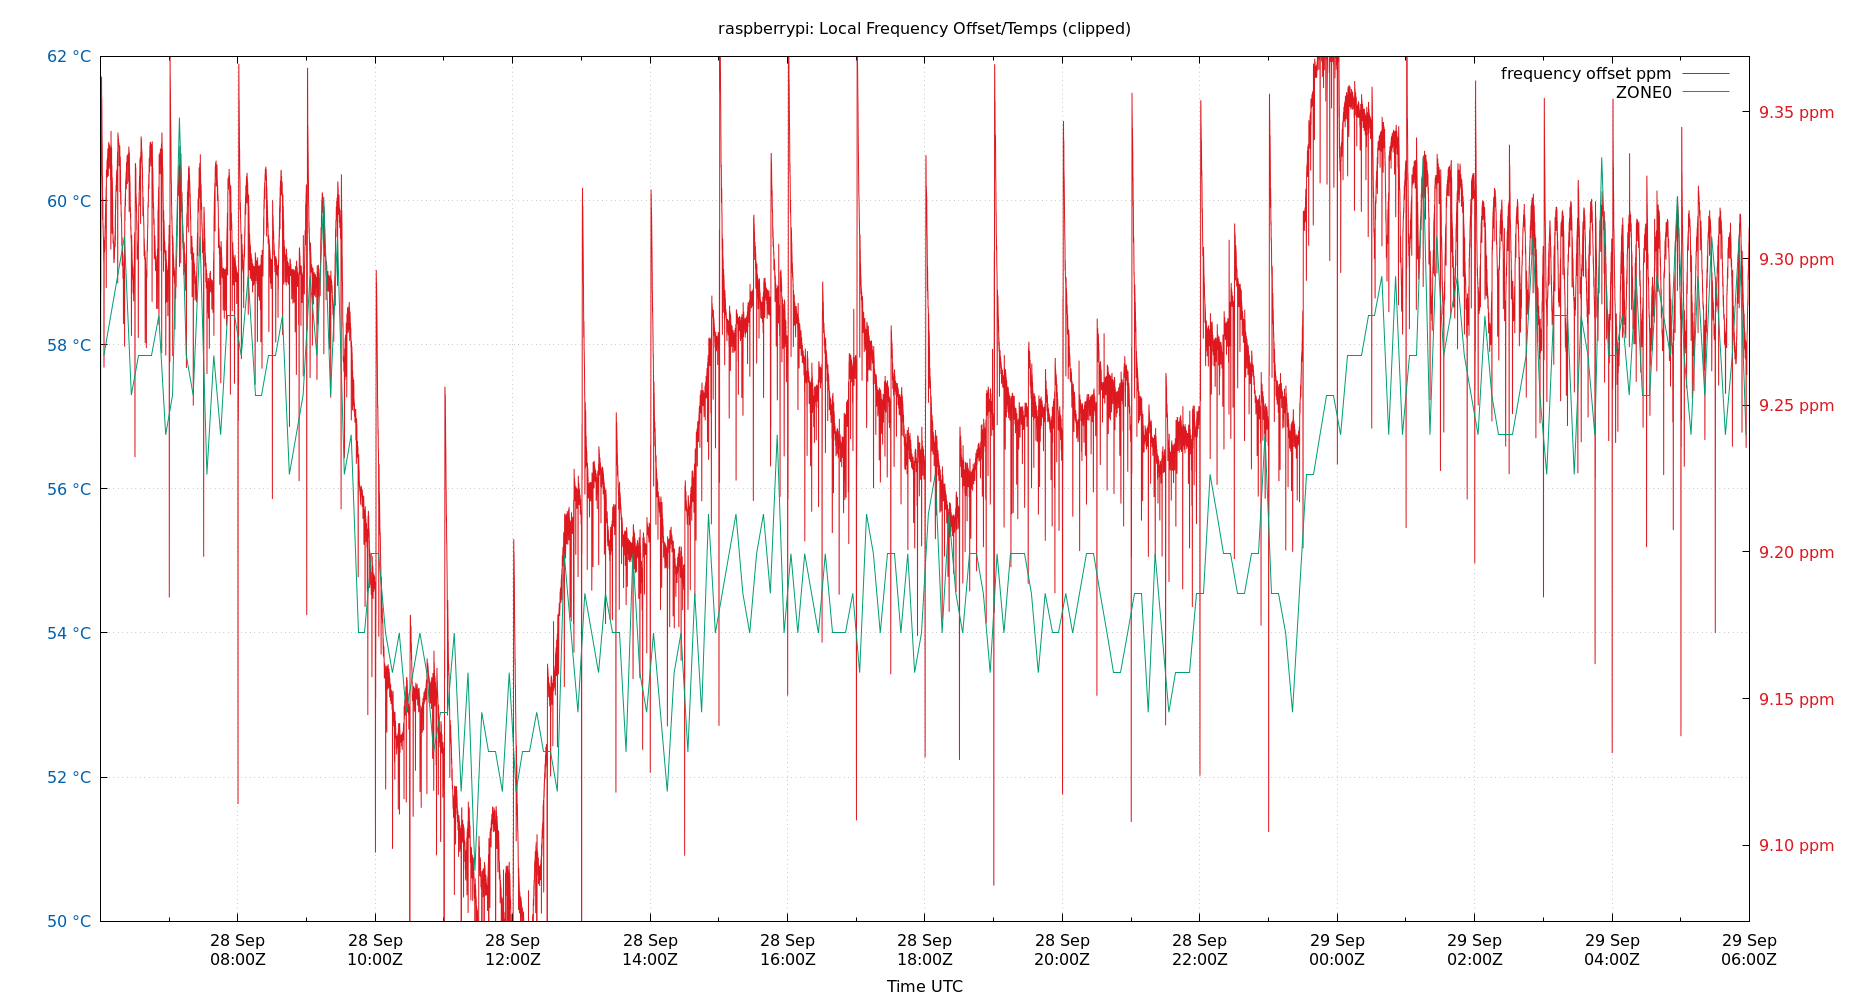 raspberrypi: Local Frequency Offset/Temps (clipped)
62 °C
60 °C
58 °C
56 °C
54 °C
52 °C
50 °C
frequency offset ppm
ZONE0
9.35 ppm
9.30 ppm
9.25 ppm
9.20 ppm
9.15 ppm
9.10 ppm
28 Sep
08:00Z
28 Sep
10:00Z
28 Sep
12:00Z
28 Sep
14:00Z
28 Sep
16:00Z
28 Sep
18:00Z
28 Sep
20:00Z
28 Sep
22:00Z
29 Sep
00:00Z
29 Sep
02:00Z
29 Sep
04:00Z
29 Sep
06:00Z
Time UTC